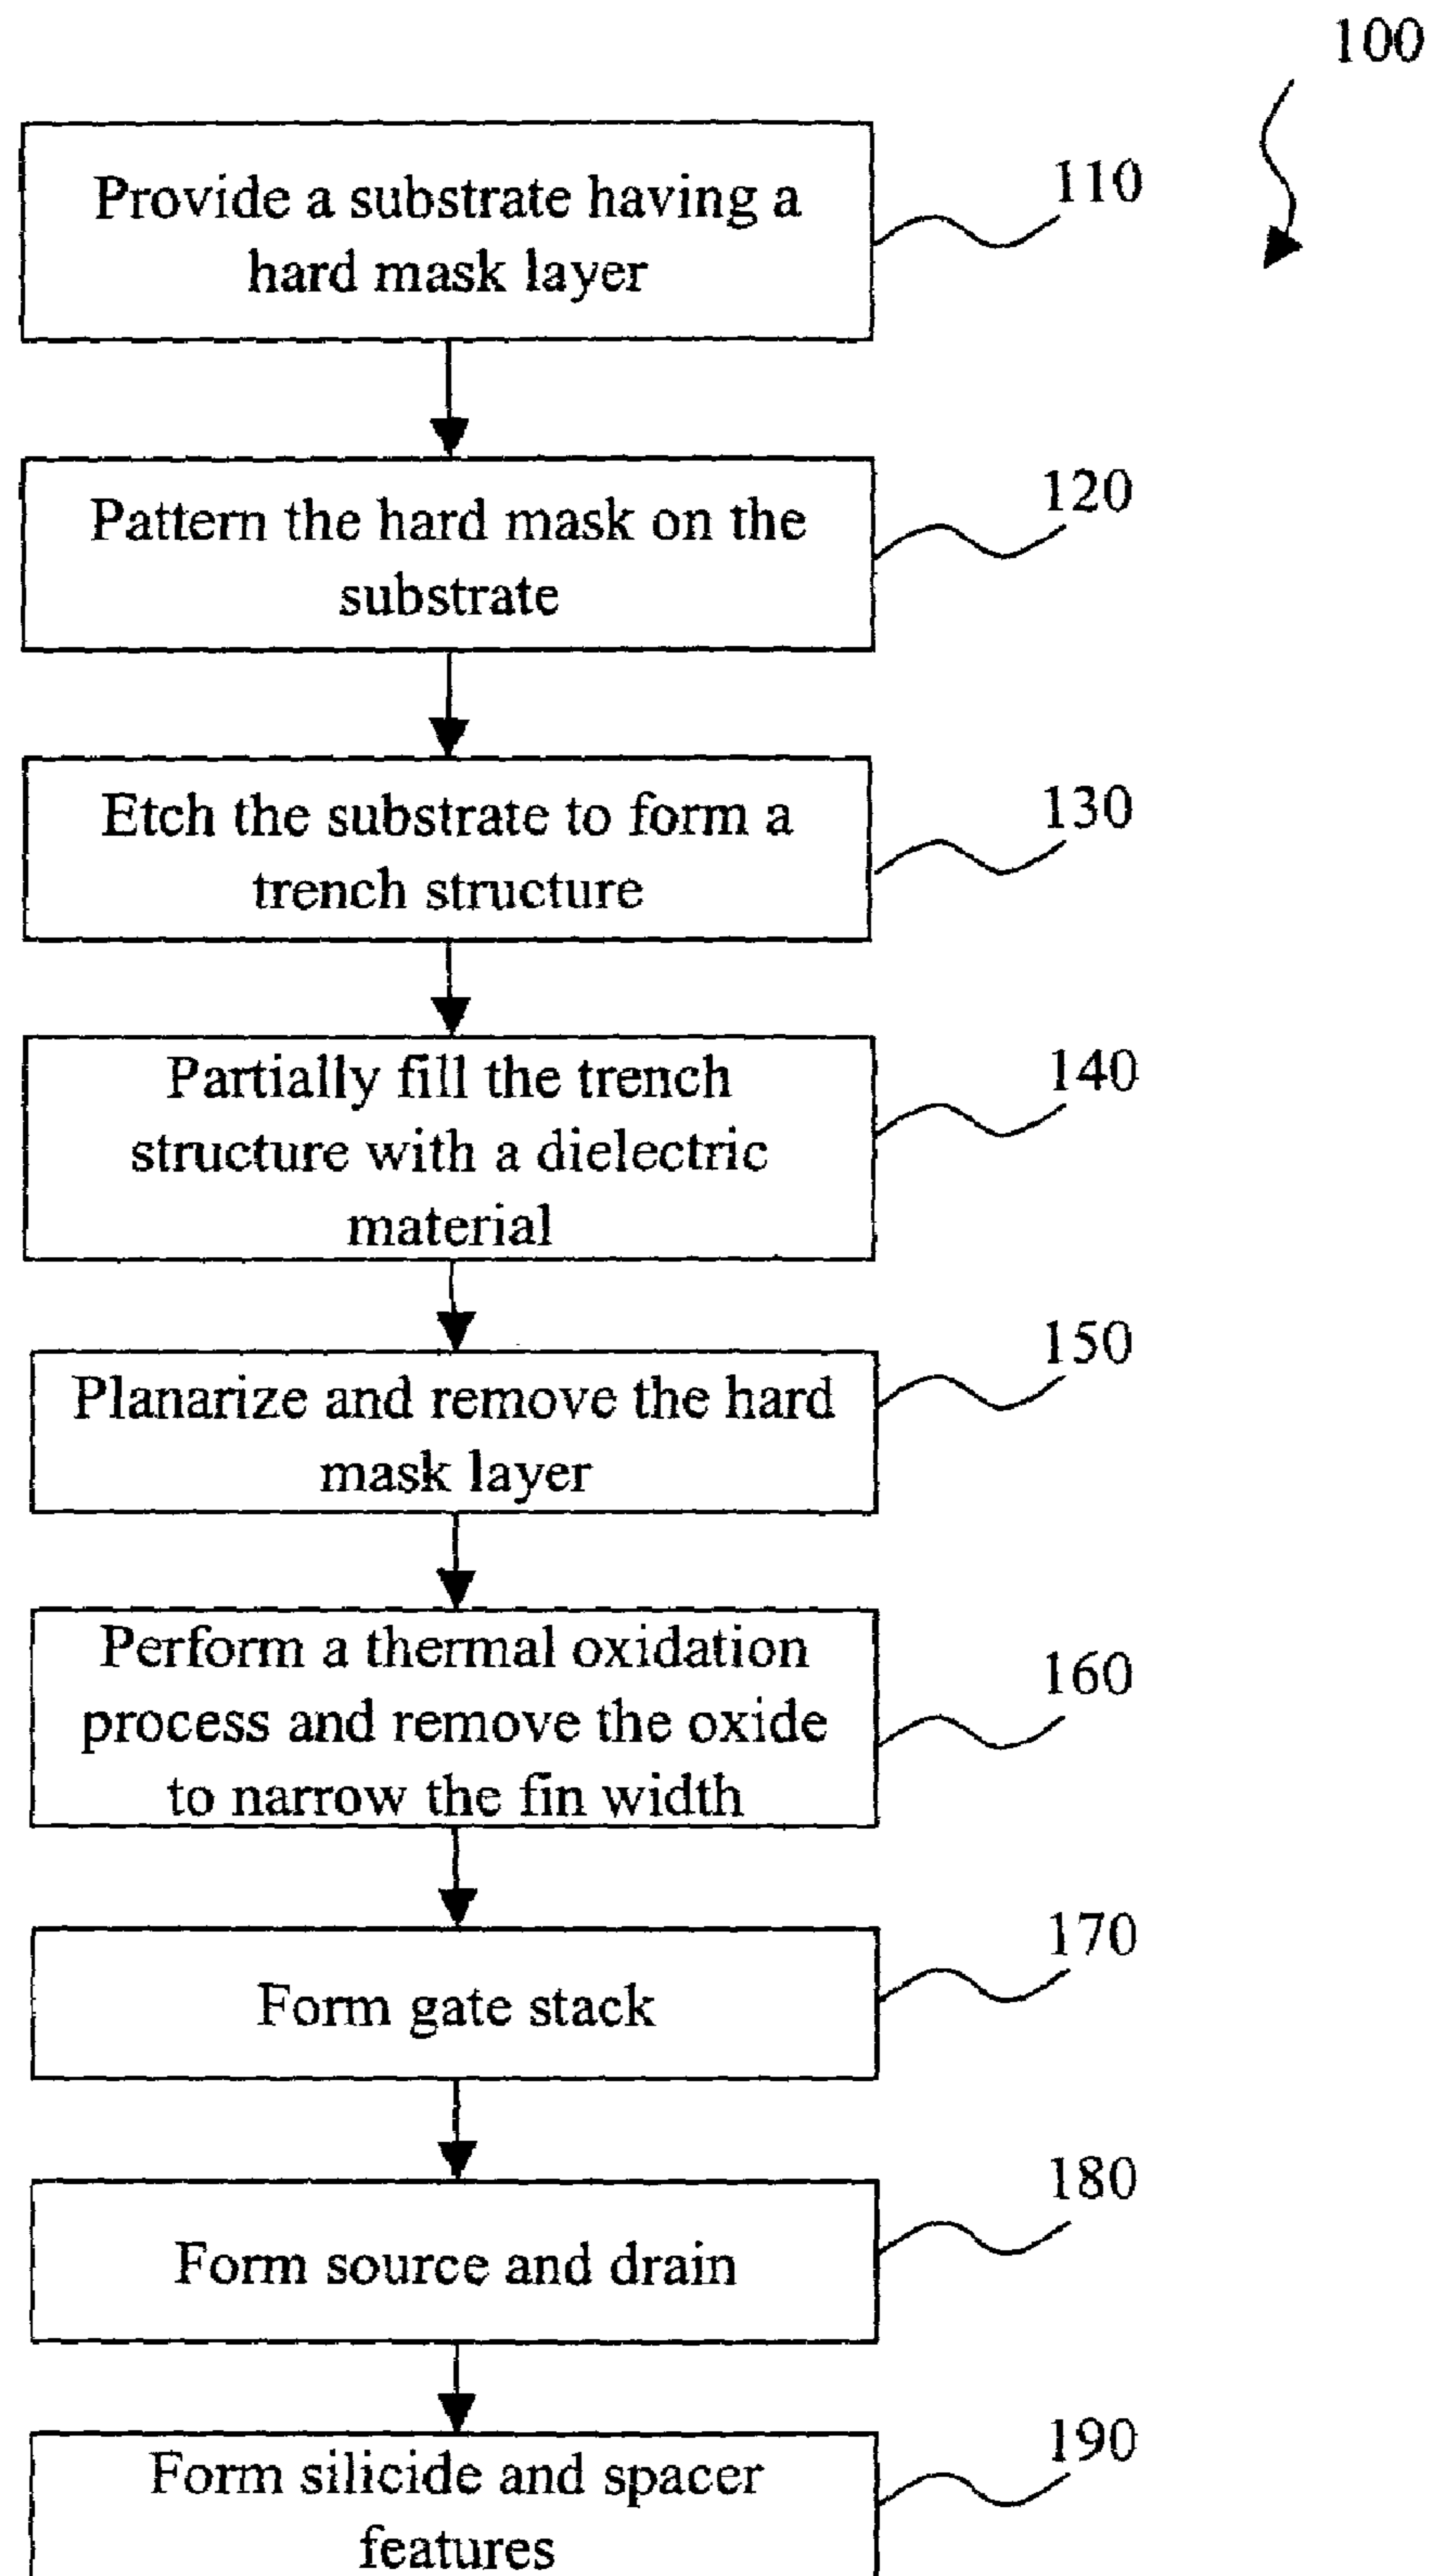 100
Provide a substrate having a
hard mask layer
110
Pattern the hard mask on the
substrate
120
Etch the substrate to form a
trench structure
130
Partially fill the trench
structure with a dielectric
material
140
Planarize and remove the hard
mask layer
150
Perform a thermal oxidation
process and remove the oxide
to narrow the fin width
160
Form gate stack
170
Form source and drain
180
Form silicide and spacer
features
190